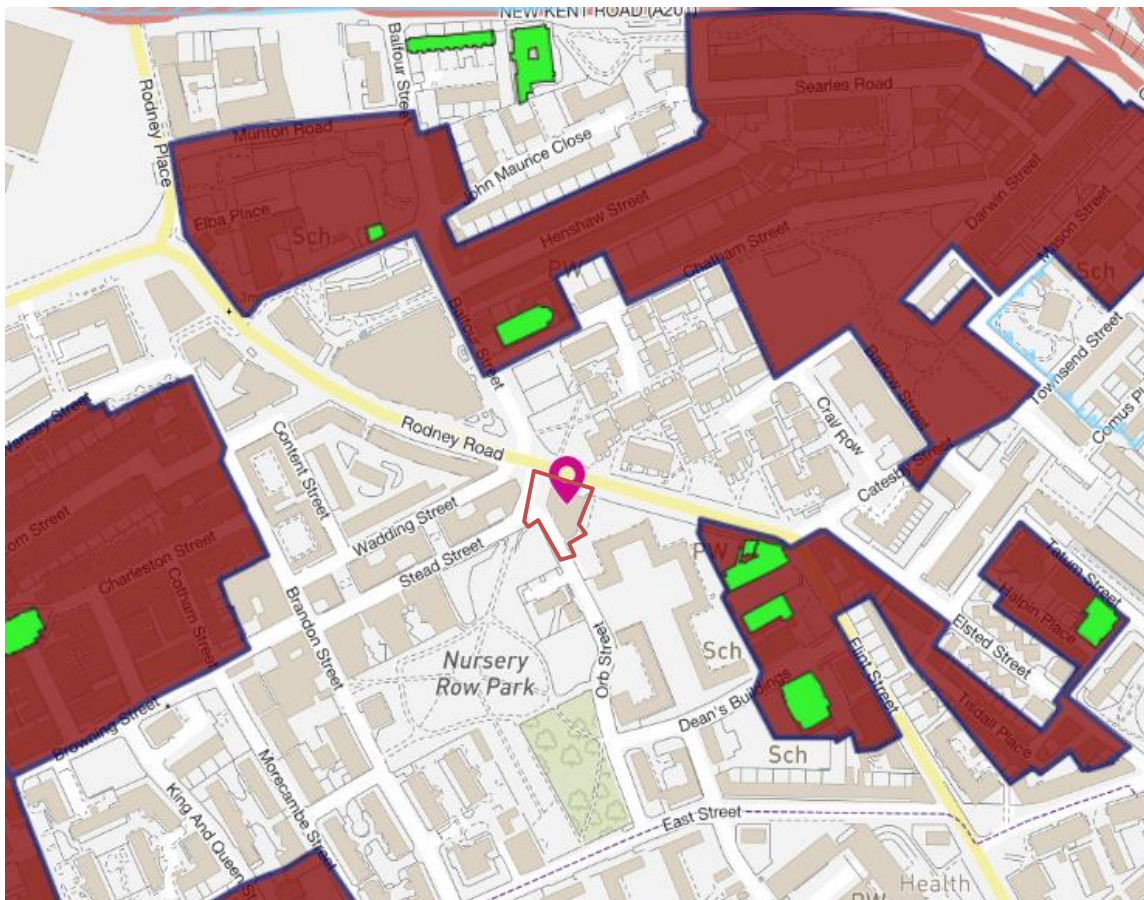 NEW KENT ROAD (A201)
Balfour Street
Rodney Place
Searles Road
Munton Road
John Maurice Close
Darwin Street
Mason Street
Elba Place
Sch
Henshaw Street
Chatham Street
PW
Sch
Balfour Street
Townsend Street
Barlow Street
Crail Row
Content Street
Rodney Road
Catesby Street
Wadding Street
Stead Street
Charleston Street
Cotham Street
Brandon Street
PW
Tatum Street
Halpin Place
Elsted Street
Nursery
Row Park
Orb Street
Sch
Flint Street
Dean's Buildings
Tisdall Place
Browning Street
Sch
Morecambe Street
King And Queen
East Street
Health
PW